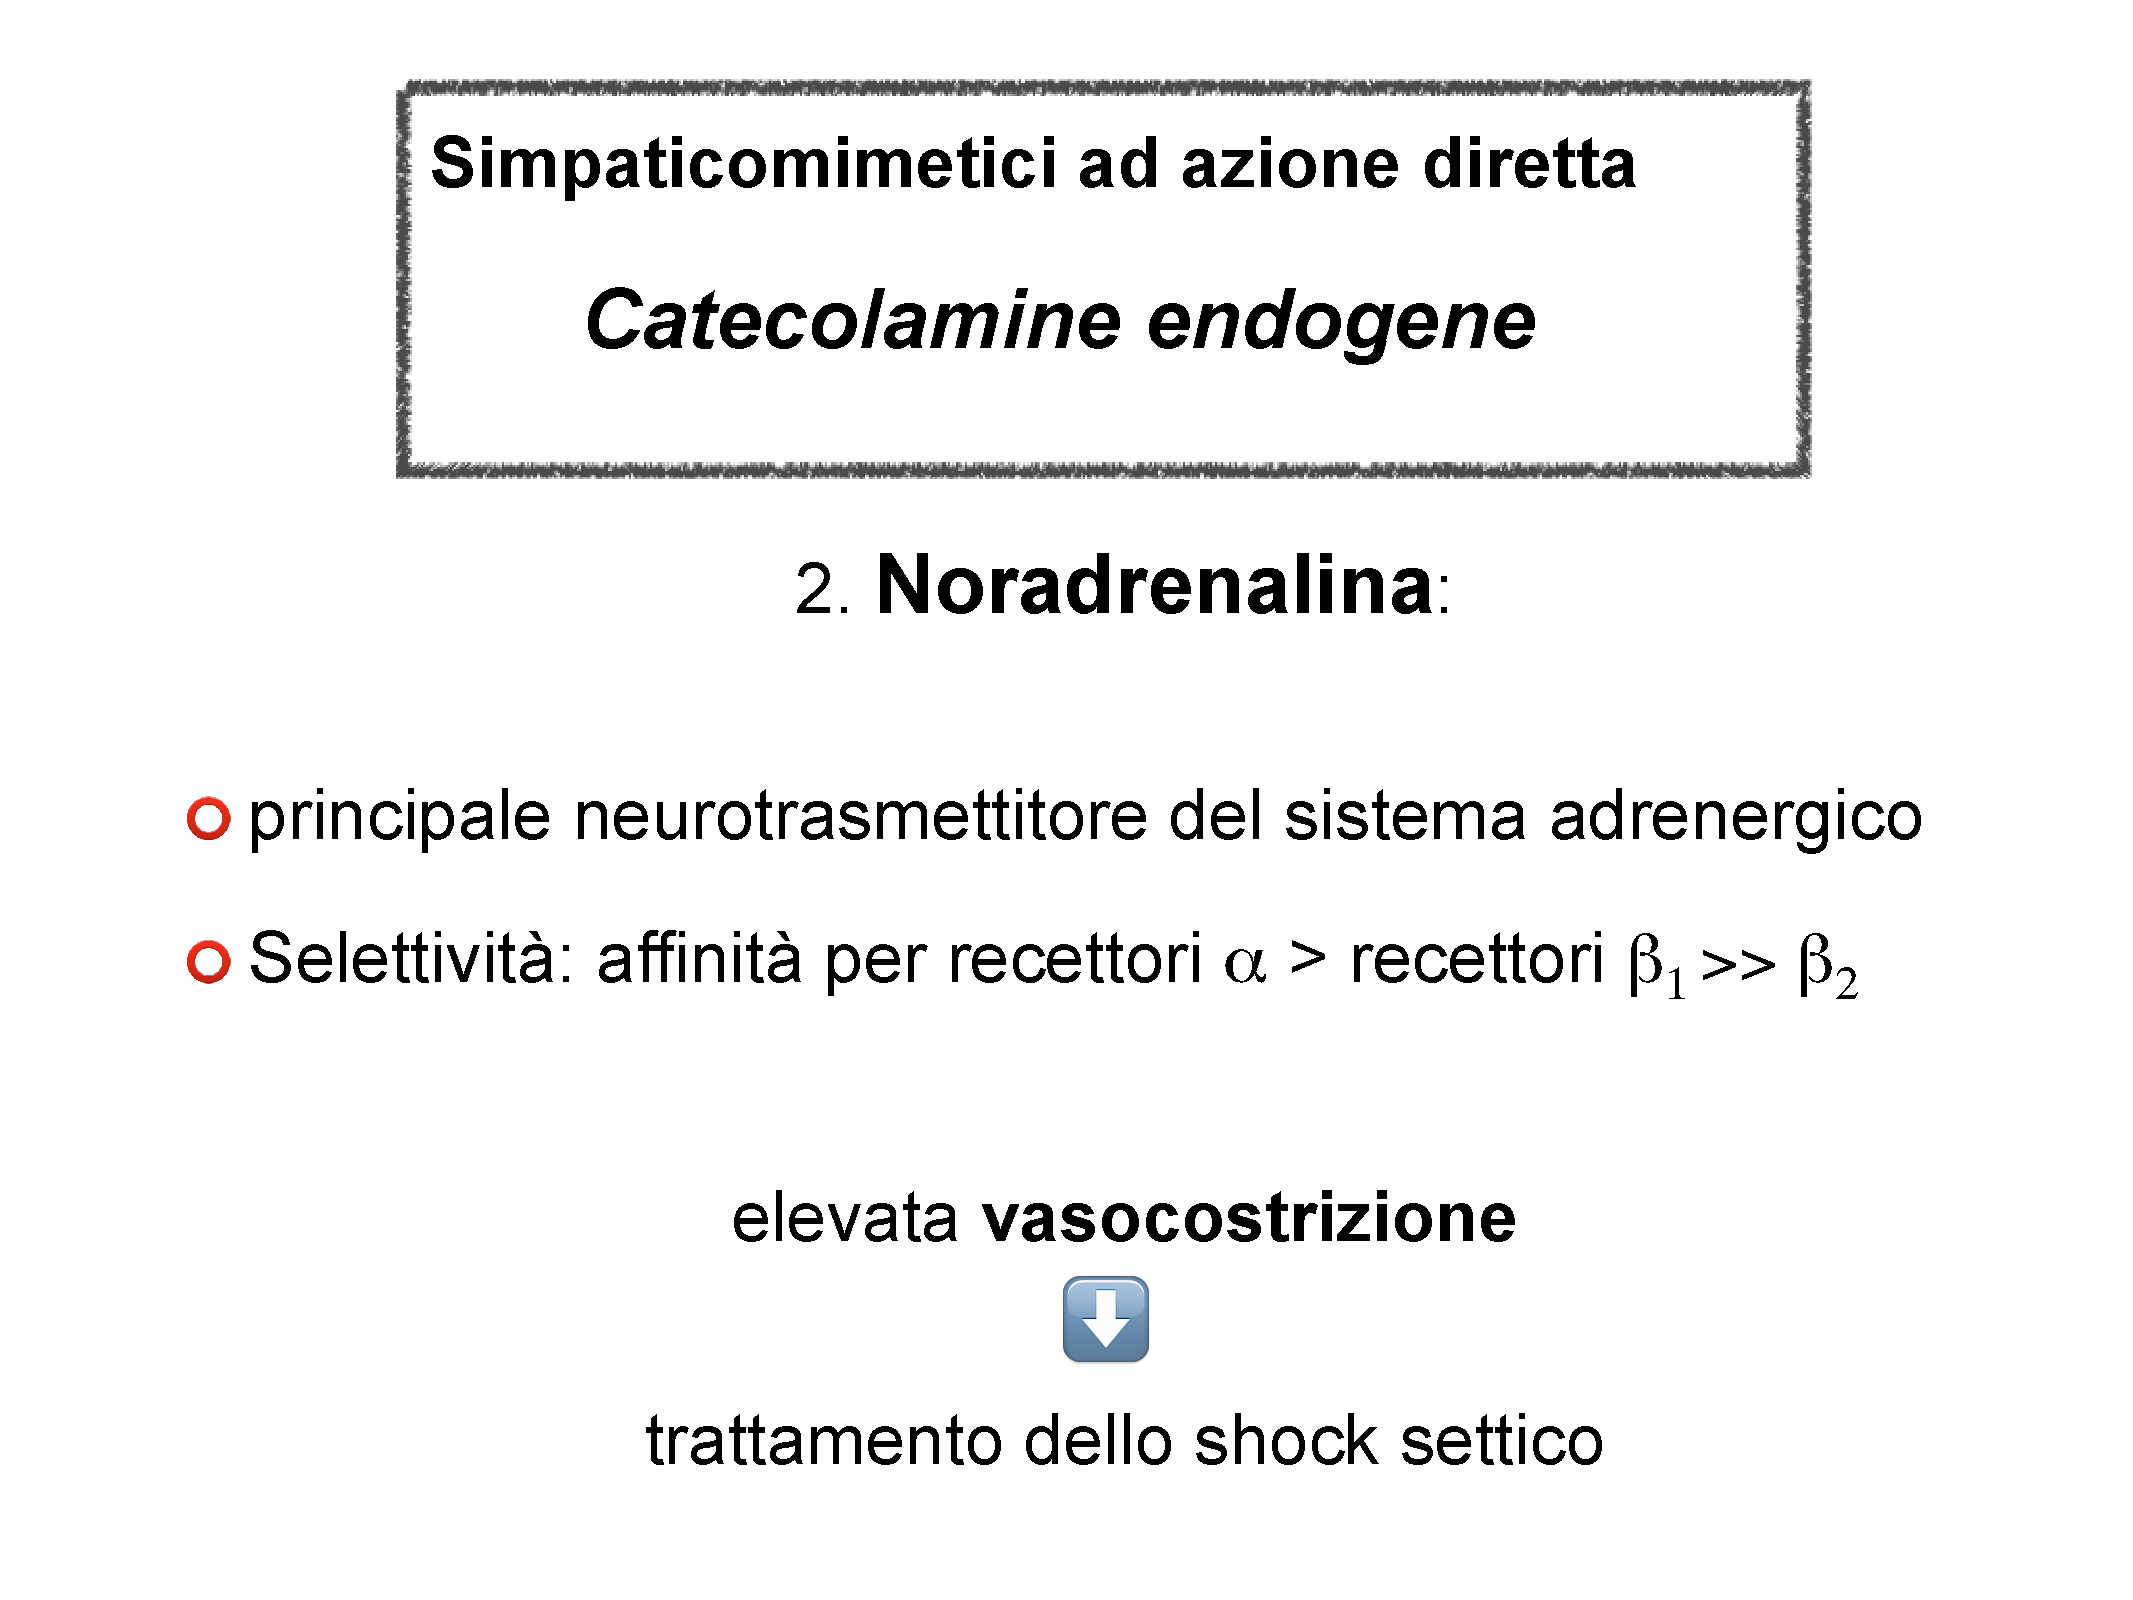 Simpaticomimetici ad azione diretta
Catecolamine endogene
2. Noradrenalina:
principale neurotrasmettitore del sistema adrenergico
Selettività: affinità per recettori α > recettori β₁ >> β₂
elevata vasocostrizione
trattamento dello shock settico